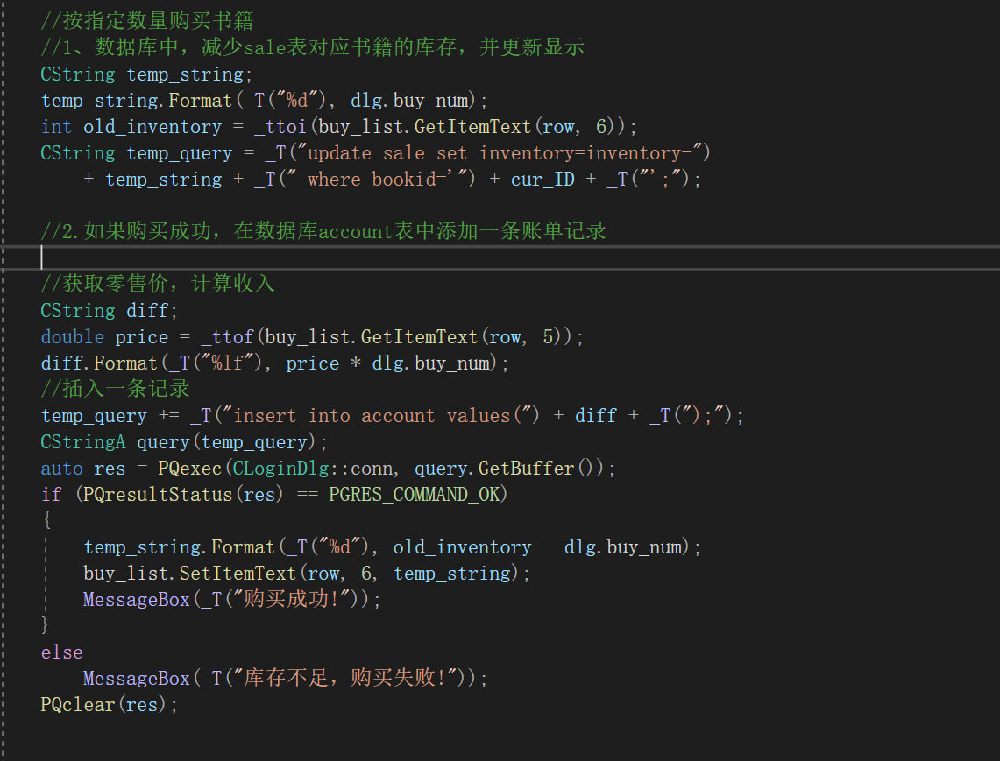 //按指定数量购买书籍
//1、数据库中，减少sale表对应书籍的库存，并更新显示
CString temp_string;
temp_string.Format(_T("%d"), dlg.buy_num);
int old_inventory = _ttoi(buy_list.GetItemText(row, 6));
CString temp_query = _T("update sale set inventory=inventory-")
+ temp_string + _T(" where bookid='") + cur_ID + _T("';");
//2.如果购买成功，在数据库account表中添加一条账单记录
//获取零售价，计算收入
CString diff;
double price = _ttof(buy_list.GetItemText(row, 5));
diff.Format(_T("%lf"), price * dlg.buy_num);
//插入一条记录
temp_query += _T("insert into account values(") + diff + _T(");");
CStringA query(temp_query);
auto res = PQexec(CLoginDlg::conn, query.GetBuffer());
if (PQresultStatus(res) == PGRES_COMMAND_OK)
{
temp_string.Format(_T("%d"), old_inventory - dlg.buy_num);
buy_list.SetItemText(row, 6, temp_string);
MessageBox(_T("购买成功!"));
}
else
MessageBox(_T("库存不足，购买失败!"));
PQclear(res);